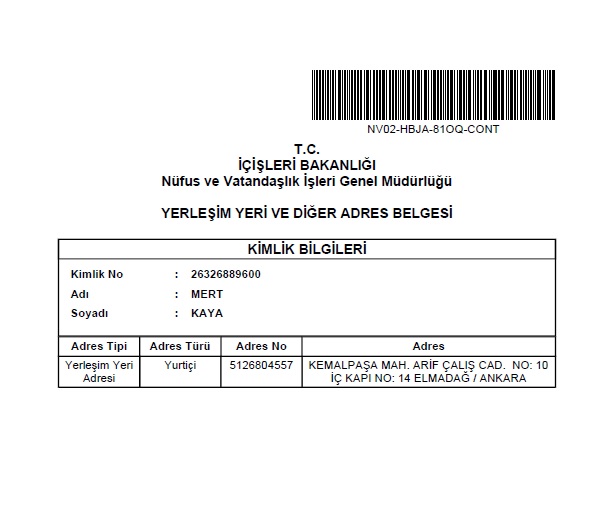 NV02-HBJA-81OQ-CONT
T.C.
İÇİŞLERİ BAKANLIĞI
Nüfus ve Vatandaşlık İşleri Genel Müdürlüğü
YERLEŞİM YERİ VE DİĞER ADRES BELGESİ
KİMLİK BİLGİLERİ
Kimlik No : 26326889600
Adı : MERT
Soyadı : KAYA
Adres Tipi Adres Türü Adres No Adres
Yerleşim Yeri Yurtiçi 5126804557 KEMALPAŞA MAH. ARİF ÇALIŞ CAD. NO: 10
Adresi İÇ KAPI NO: 14 ELMADAĞ / ANKARA